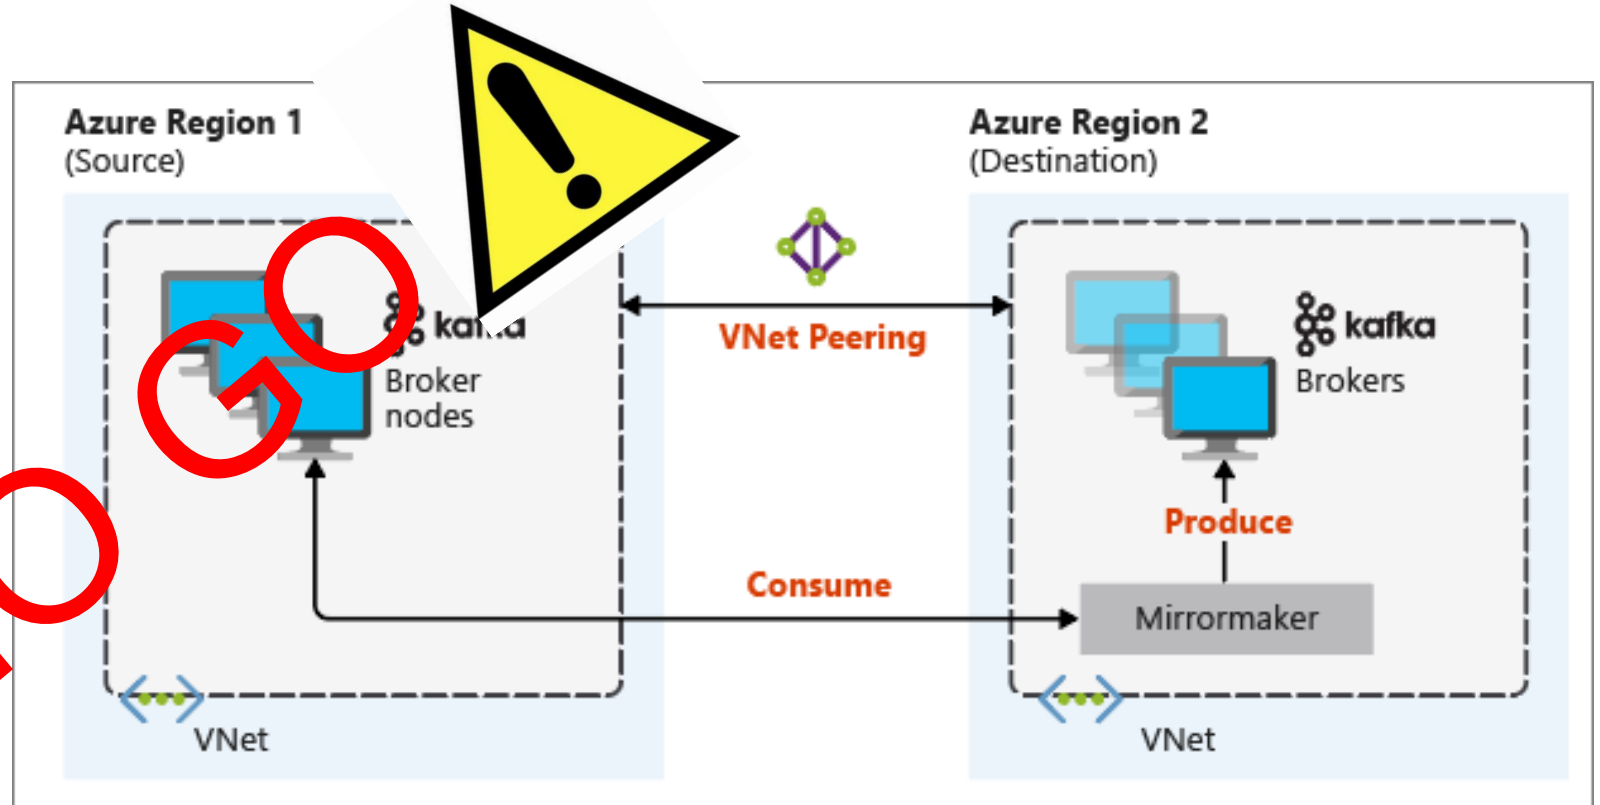 Azure Region 1
(Source)
Azure Region 2
(Destination)
VNet Peering
kafka
Broker
nodes
kafka
Brokers
Produce
Consume
Mirrormaker
VNet
VNet